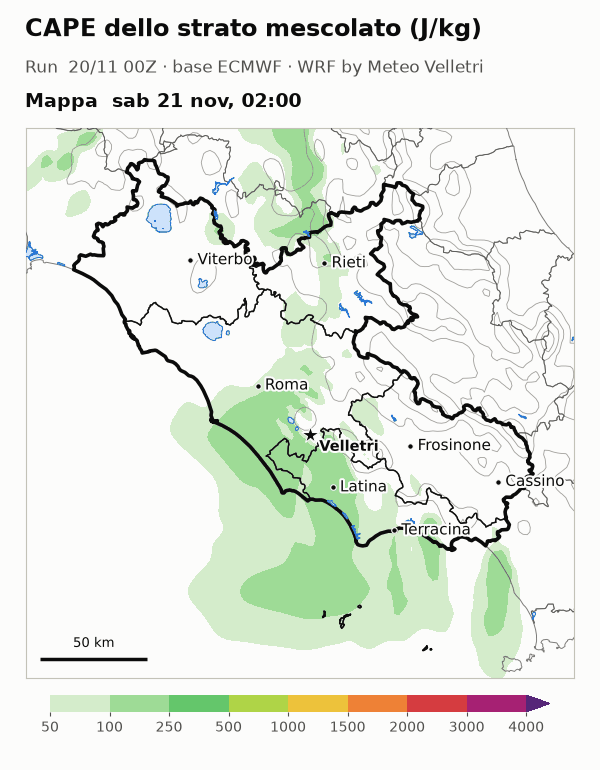 CAPE dello strato mescolato (J/kg)
Run  20/11 00Z · base ECMWF · WRF by Meteo Velletri
Mappa  sab 21 nov, 02:00
Viterbo
Rieti
Roma
Velletri
Frosinone
Latina
Cassino
Terracina
50 km
50 100 250 500 1000 1500 2000 3000 4000